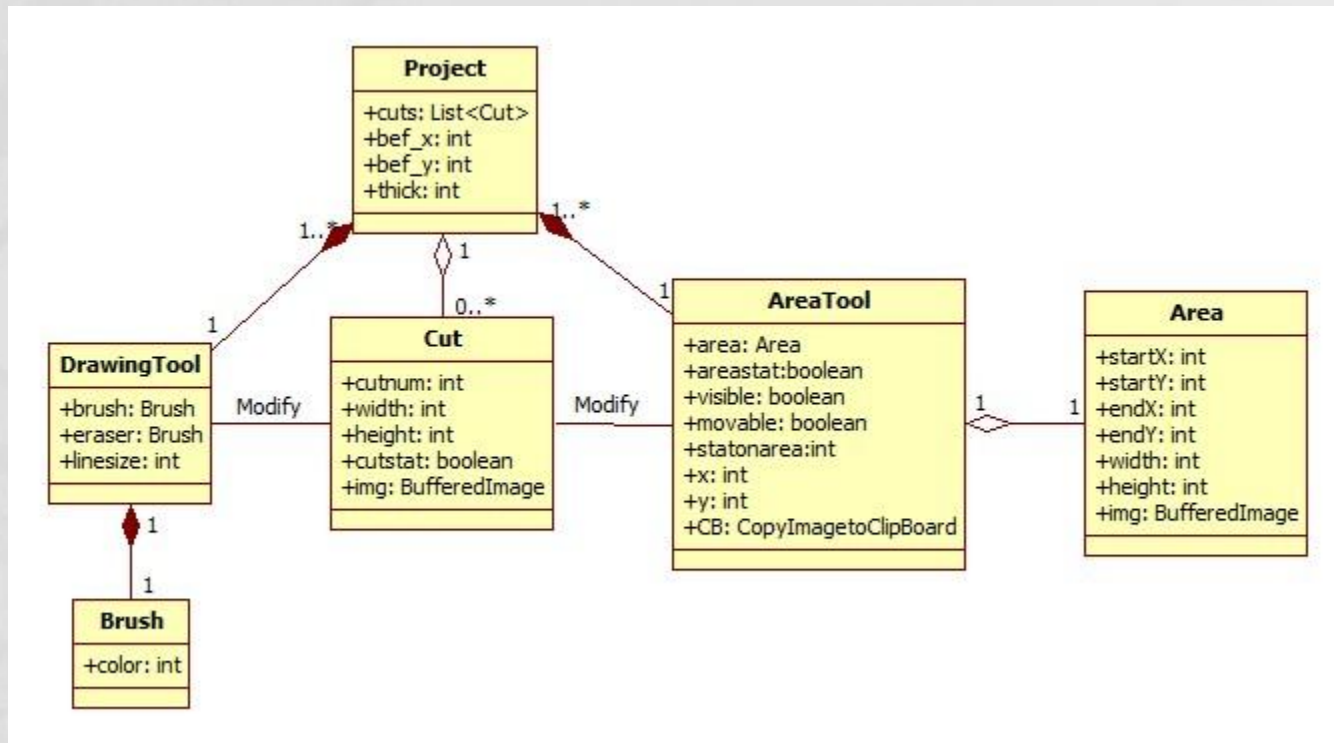 Project
+cuts: List<Cut>
+bef_x: int
+bef_y: int
+thick: int
1..*
1
1..*
1
0..*
1
DrawingTool
+brush: Brush
+eraser: Brush
+linesize: int
Modify
Cut
+cutnum: int
+width: int
+height: int
+cutstat: boolean
+img: BufferedImage
Modify
AreaTool
+area: Area
+areastat:boolean
+visible: boolean
+movable: boolean
+statonarea:int
+x: int
+y: int
+CB: CopyImagetoClipBoard
1
1
Area
+startX: int
+startY: int
+endX: int
+endY: int
+width: int
+height: int
+img: BufferedImage
1
1
Brush
+color: int